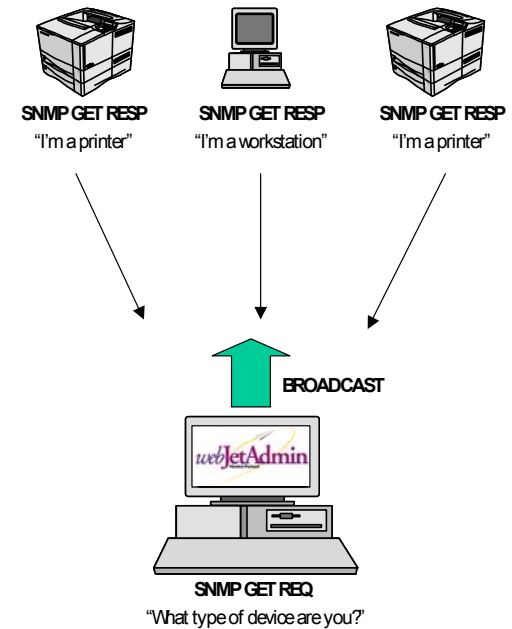 SNMP GET RESP SNMP GET RESP SNMP GET RESP
“I’m a printer” “I’m a workstation” “I’m a printer”
BROADCAST
webJetAdmin
SNMP GET REQ
“What type of device are you?”